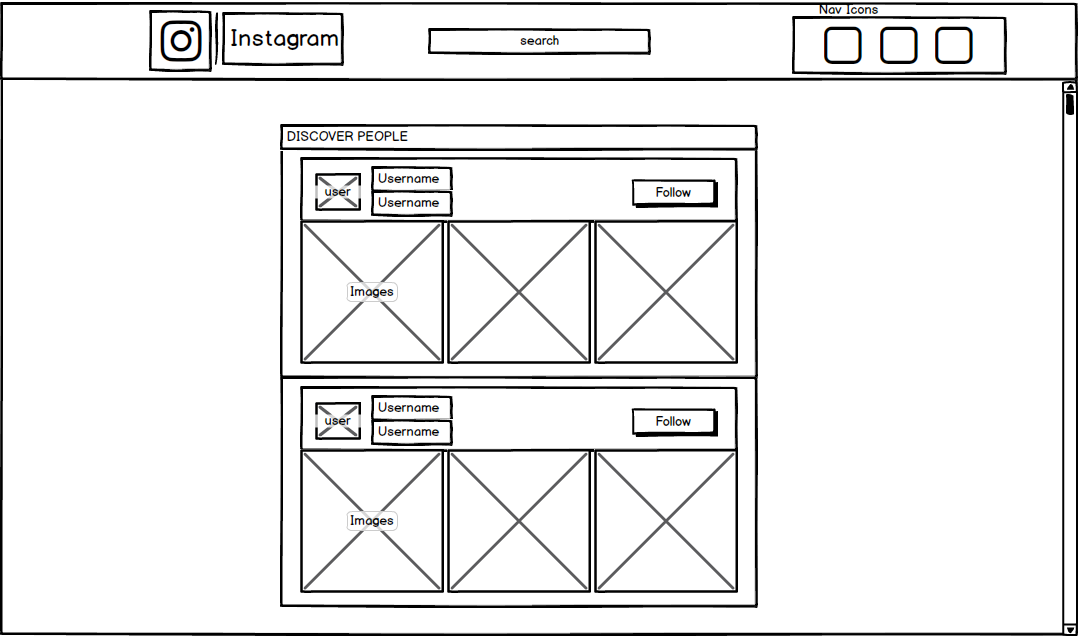 Nav Icons
Instagram
search
DISCOVER PEOPLE
user
Username
Username
Follow
Images
user
Username
Username
Follow
Images